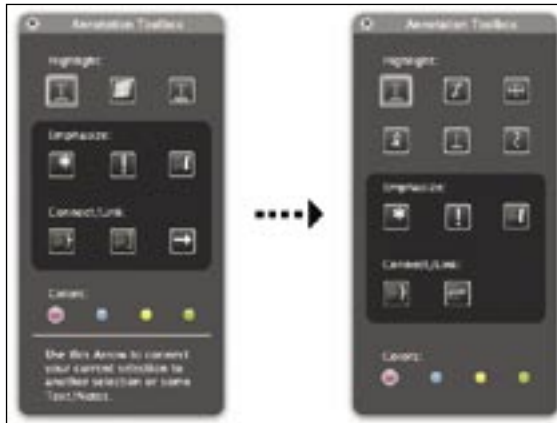 Annotation Toolbox
Highlight:
Emphasize:
Connect/Link
Colors:
Use this Arrow to connect
your current selection to
another selection or some
Text/Notes.
Annotation Toolbox
Highlight:
Emphasize:
Connect/Link:
Colors: